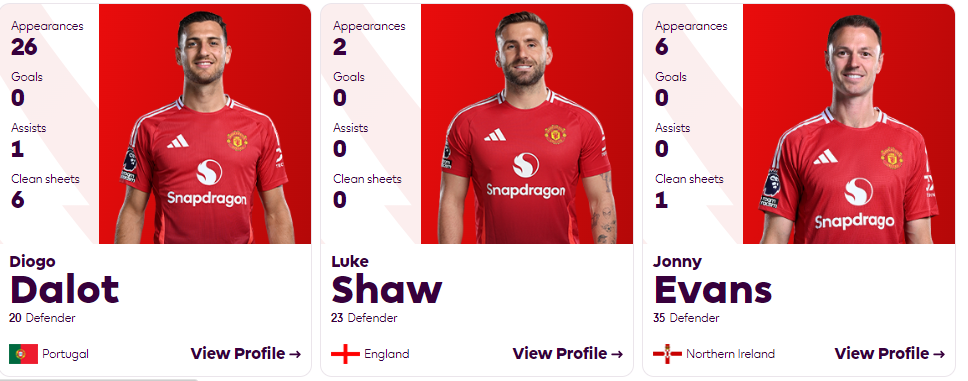 Appearances
26
Goals
0
Assists
1
Clean sheets
6
Snapdragon
Diogo
Dalot
20 Defender
Portugal
View Profile →
Appearances
2
Goals
0
Assists
0
Clean sheets
0
Snapdragon
Luke
Shaw
23 Defender
England
View Profile →
Appearances
6
Goals
0
Assists
0
Clean sheets
1
Snapdrago
Jonny
Evans
35 Defender
Northern Ireland
View Profile →